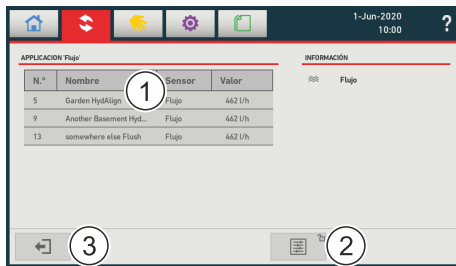 1-Jun-2020
10:00
?
APPLICACION 'Flujo'
INFORMACIÓN
N.° Nombre Sensor Valor
Flujo
5 Garden HydAlign Flujo 462 l/h
9 Another Basement Hyd... Flujo 462 l/h
13 somewhere else Flush Flujo 462 l/h
1
3
2